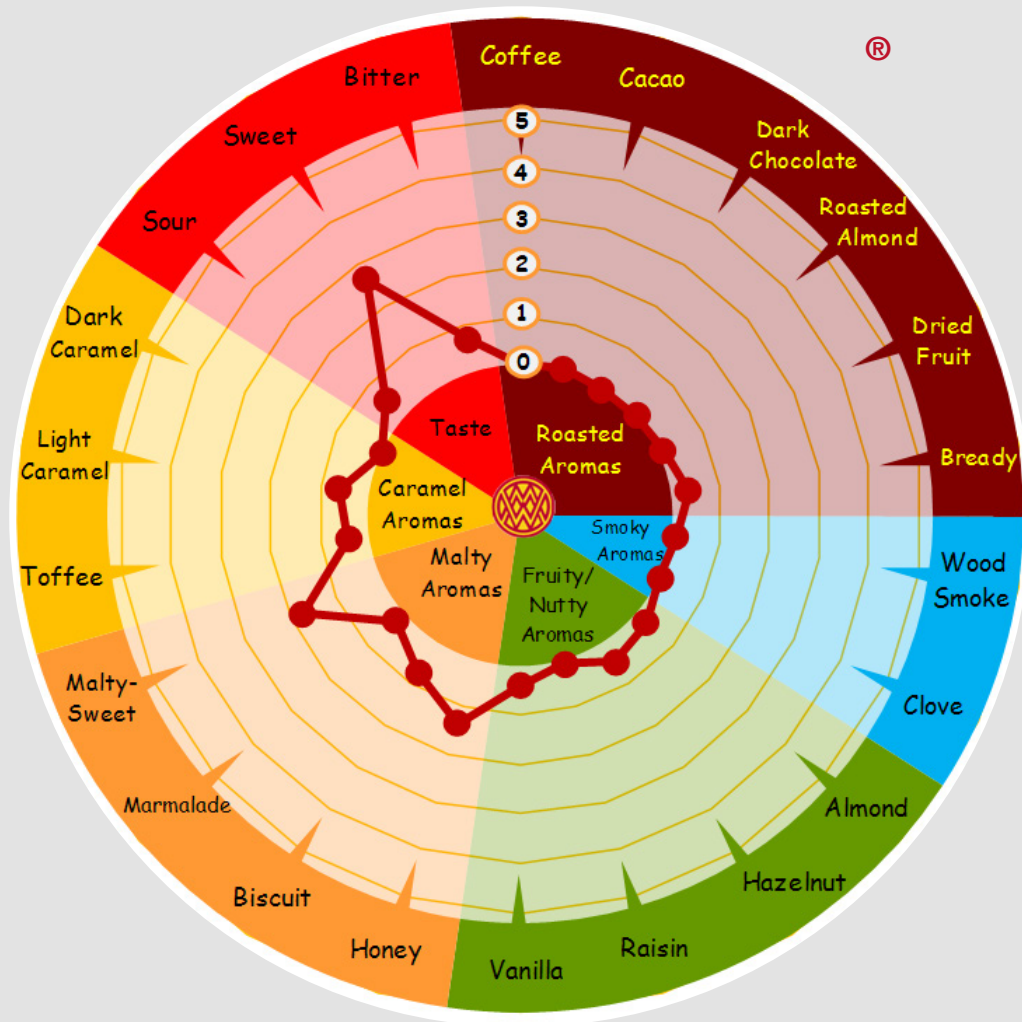 ®
Coffee
Cacao
Dark
Chocolate
Roasted
Almond
Dried
Fruit
Bready
Wood
Smoke
Clove
Almond
Hazelnut
Raisin
Vanilla
Honey
Biscuit
Marmalade
Malty-
Sweet
Toffee
Light
Caramel
Dark
Caramel
Sour
Sweet
Bitter
5
4
3
2
1
0
Taste
Roasted
Aromas
Smoky
Aromas
Fruity/
Nutty
Aromas
Malty
Aromas
Caramel
Aromas